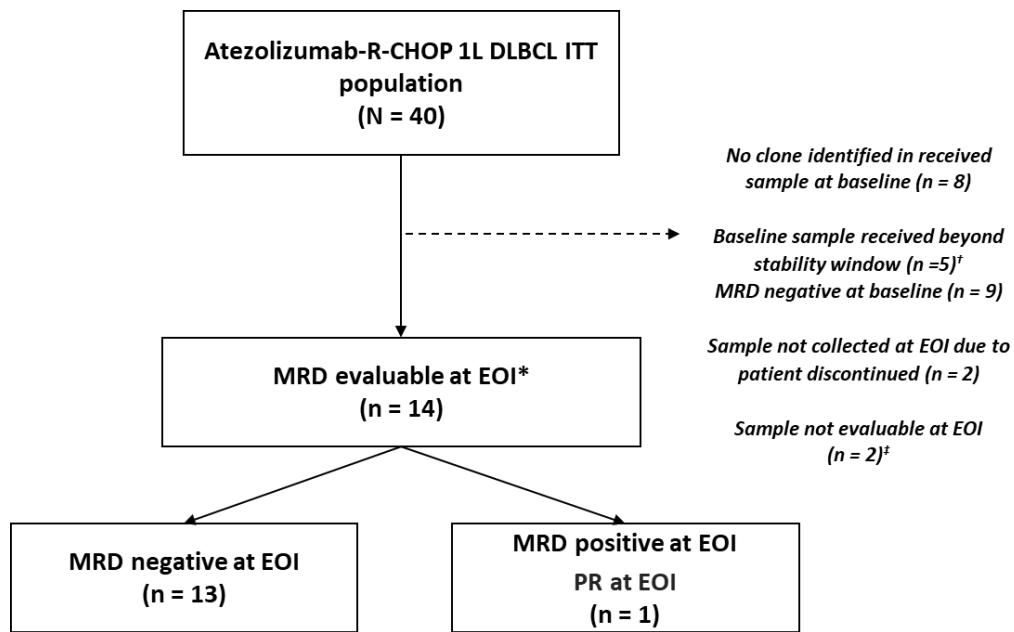 Atezolizumab-R-CHOP 1L DLBCL ITT
population
(N = 40)
No clone identified in received
sample at baseline (n = 8)
Baseline sample received beyond
stability window (n =5)†
MRD negative at baseline (n = 9)
Sample not collected at EOI due to
patient discontinued (n = 2)
Sample not evaluable at EOI
(n = 2)‡
MRD evaluable at EOI*
(n = 14)
MRD negative at EOI
(n = 13)
MRD positive at EOI
PR at EOI
(n = 1)